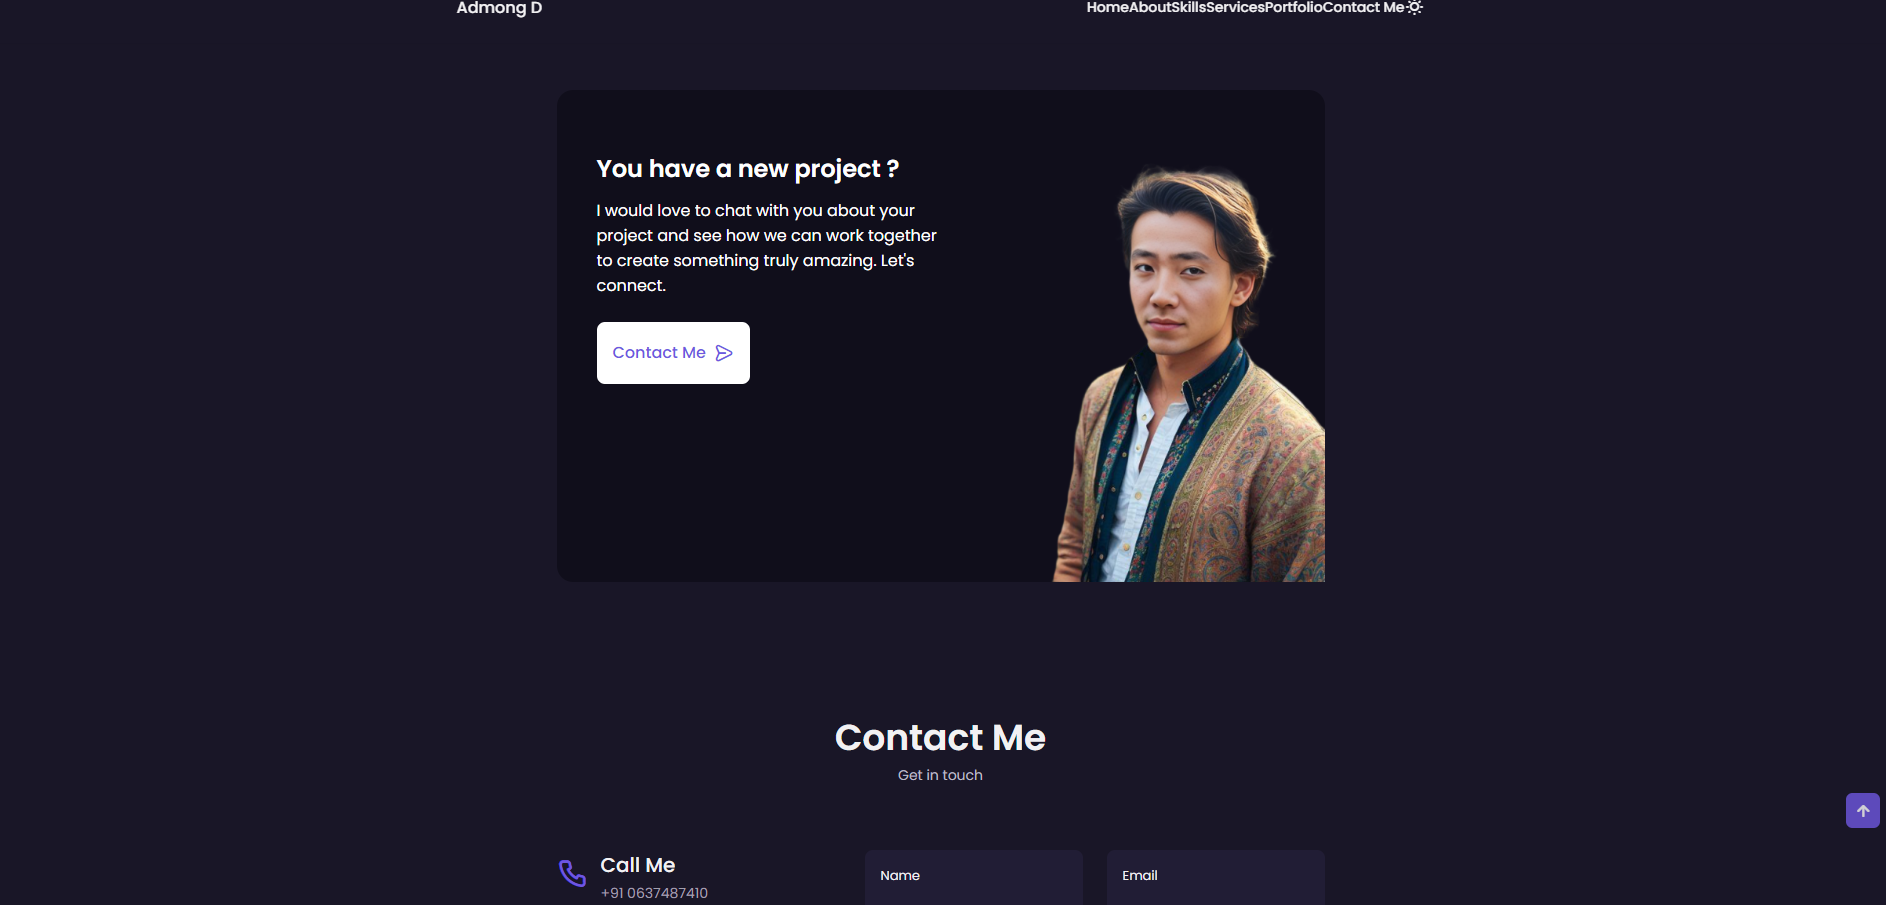 Admong D
HomeAboutSkillsServicesPortfolioContact Me
You have a new project ?
I would love to chat with you about your
project and see how we can work together
to create something truly amazing. Let's
connect.
Contact Me
Contact Me
Get in touch
Call Me
+91 0637487410
Name
Email